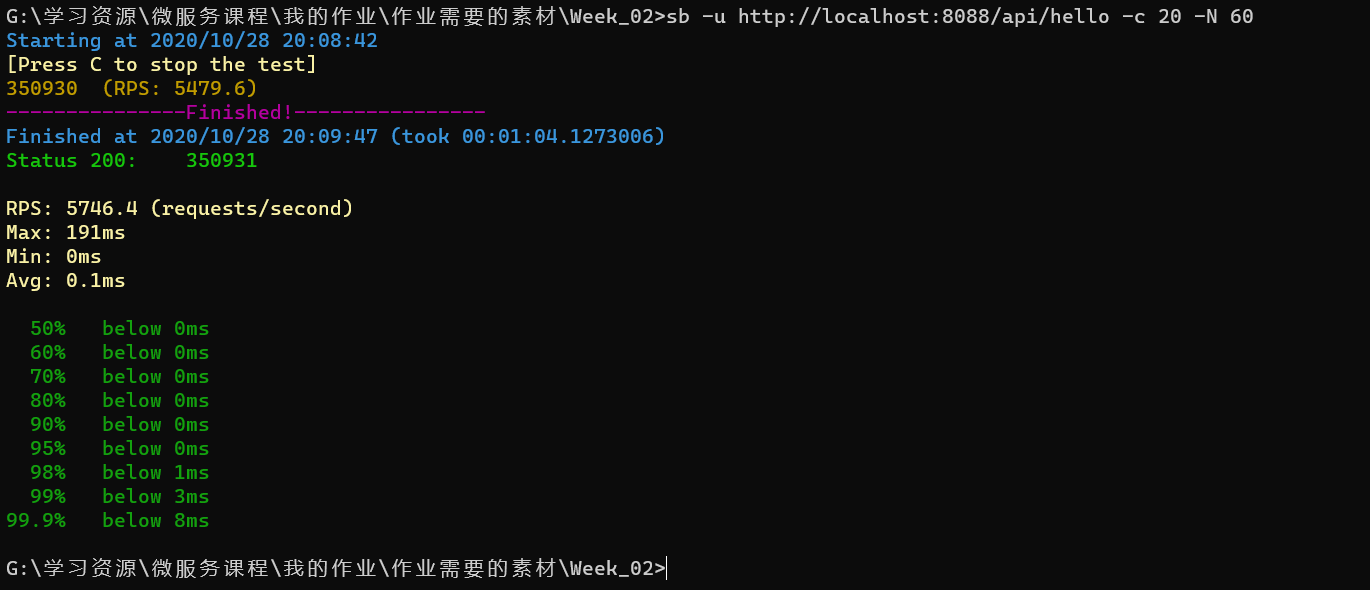 G:\学习资源\微服务课程\我的作业\作业需要的素材\Week_02>sb -u http://localhost:8088/api/hello -c 20 -N 60
Starting at 2020/10/28 20:08:42
[Press C to stop the test]
350930  (RPS: 5479.6)
---------------Finished!----------------
Finished at 2020/10/28 20:09:47 (took 00:01:04.1273006)
Status 200:    350931

RPS: 5746.4 (requests/second)
Max: 191ms
Min: 0ms
Avg: 0.1ms

  50%   below 0ms
  60%   below 0ms
  70%   below 0ms
  80%   below 0ms
  90%   below 0ms
  95%   below 0ms
  98%   below 1ms
  99%   below 3ms
99.9%   below 8ms

G:\学习资源\微服务课程\我的作业\作业需要的素材\Week_02>